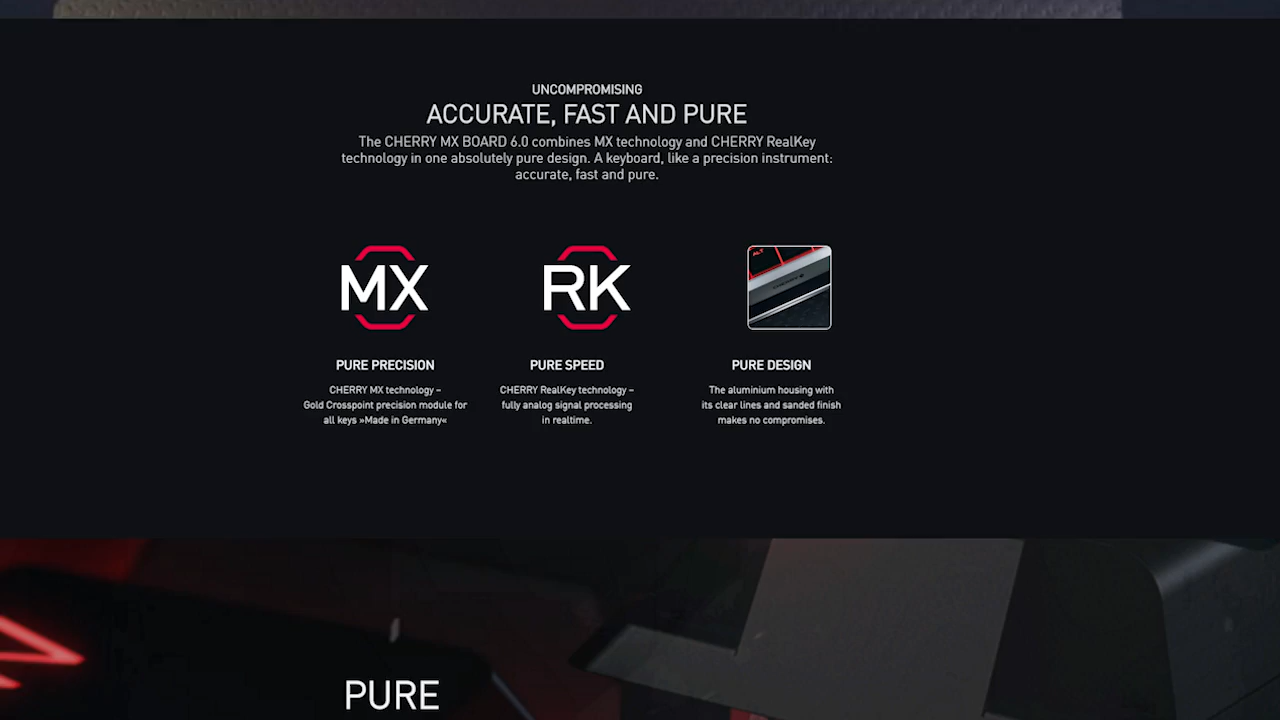 UNCOMPROMISING
ACCURATE, FAST AND PURE
The CHERRY MX BOARD 6.0 combines MX technology and CHERRY RealKey
technology in one absolutely pure design. A keyboard, like a precision instrument:
accurate, fast and pure.
MX
RK
ALT
PURE PRECISION
CHERRY MX technology –
Gold Crosspoint precision module for
all keys »Made in Germany«
PURE SPEED
CHERRY RealKey technology –
fully analog signal processing
in realtime.
PURE DESIGN
The aluminium housing with
its clear lines and sanded finish
makes no compromises.
PURE